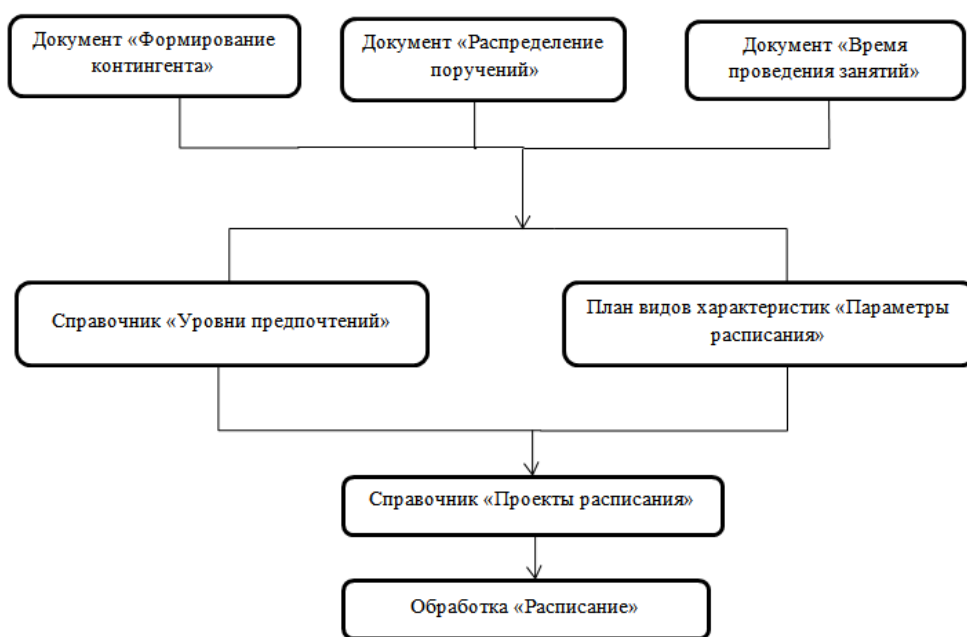 Документ «Формирование
контингента»
Документ «Распределение
поручений»
Документ «Время
проведения занятий»
Справочник «Уровни предпочтений»
План видов характеристик «Параметры
расписания»
Справочник «Проекты расписания»
Обработка «Расписание»